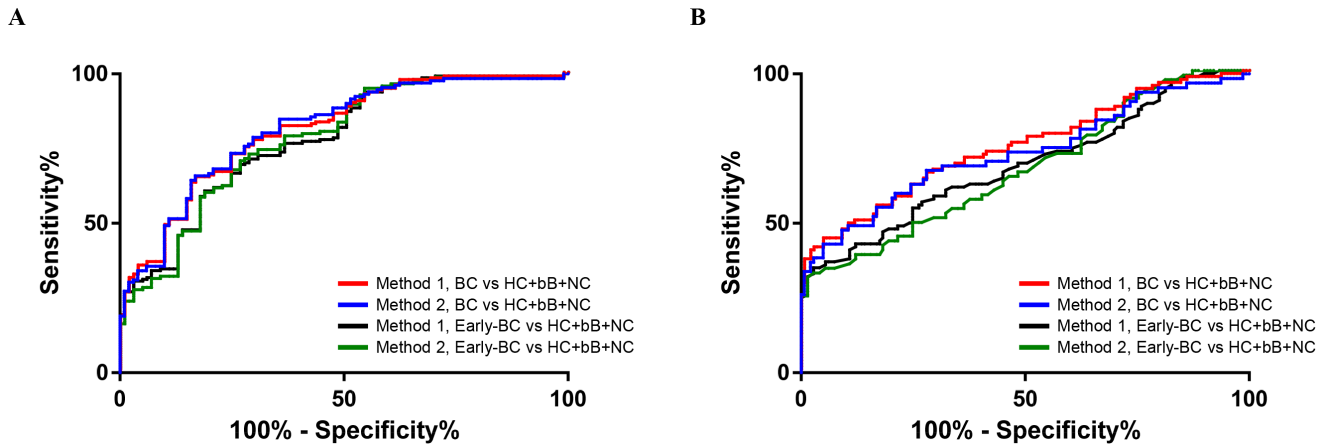 A
B
100
50
0
Sensitivity%
Method 1, BC vs HC+bB+NC
Method 2, BC vs HC+bB+NC
Method 1, Early-BC vs HC+bB+NC
Method 2, Early-BC vs HC+bB+NC
0
50
100
100% - Specificity%
100
50
0
Sensitivity%
Method 1, BC vs HC+bB+NC
Method 2, BC vs HC+bB+NC
Method 1, Early-BC vs HC+bB+NC
Method 2, Early-BC vs HC+bB+NC
0
50
100
100% - Specificity%